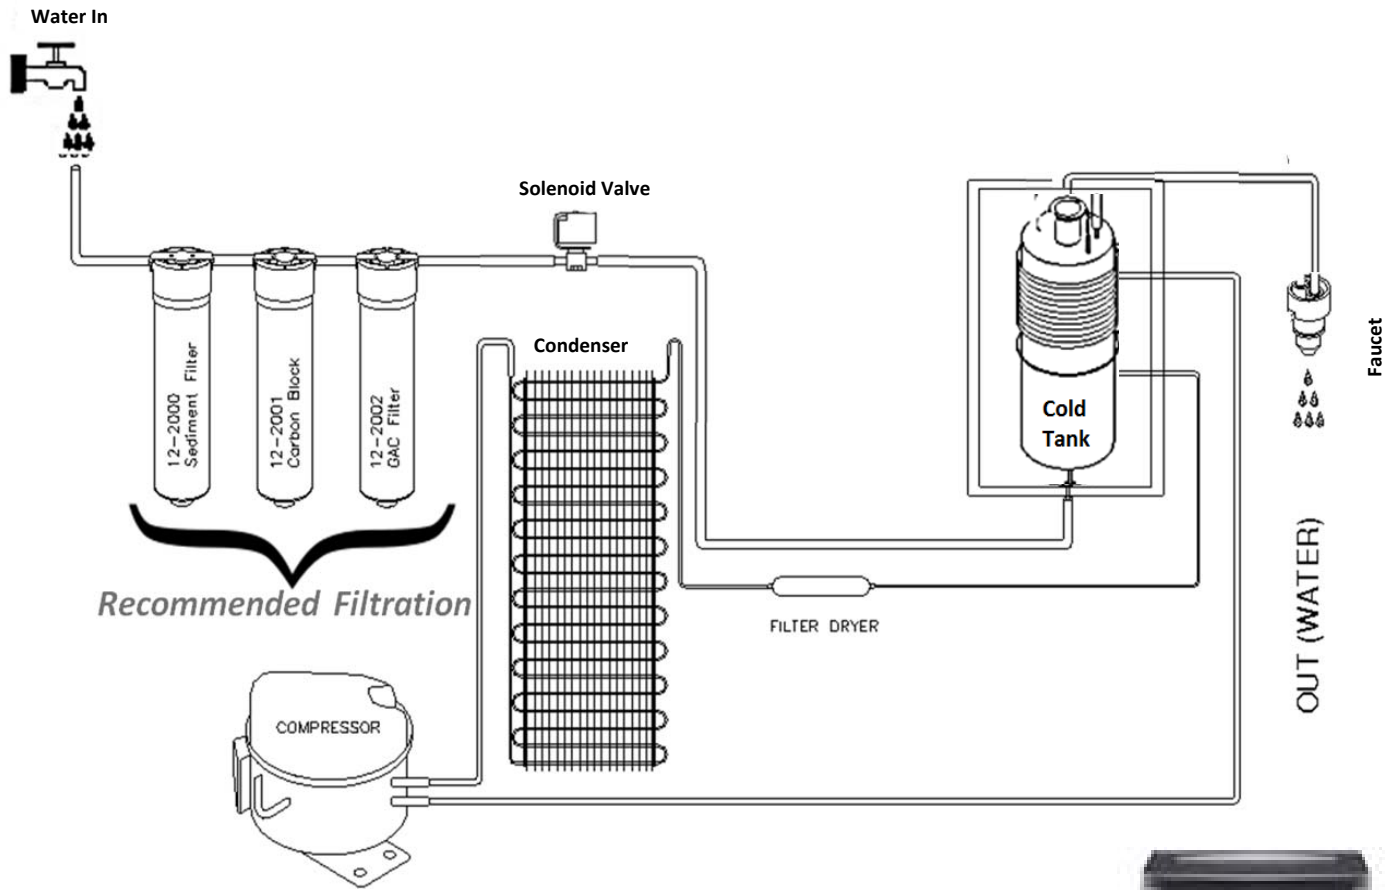 Water In
Solenoid Valve
Condenser
12-2000
Sediment Filter
12-2001
Carbon Block
12-2002
GAC Filter
Cold
Tank
Faucet
Recommended Filtration
FILTER DRYER
OUT (WATER)
COMPRESSOR